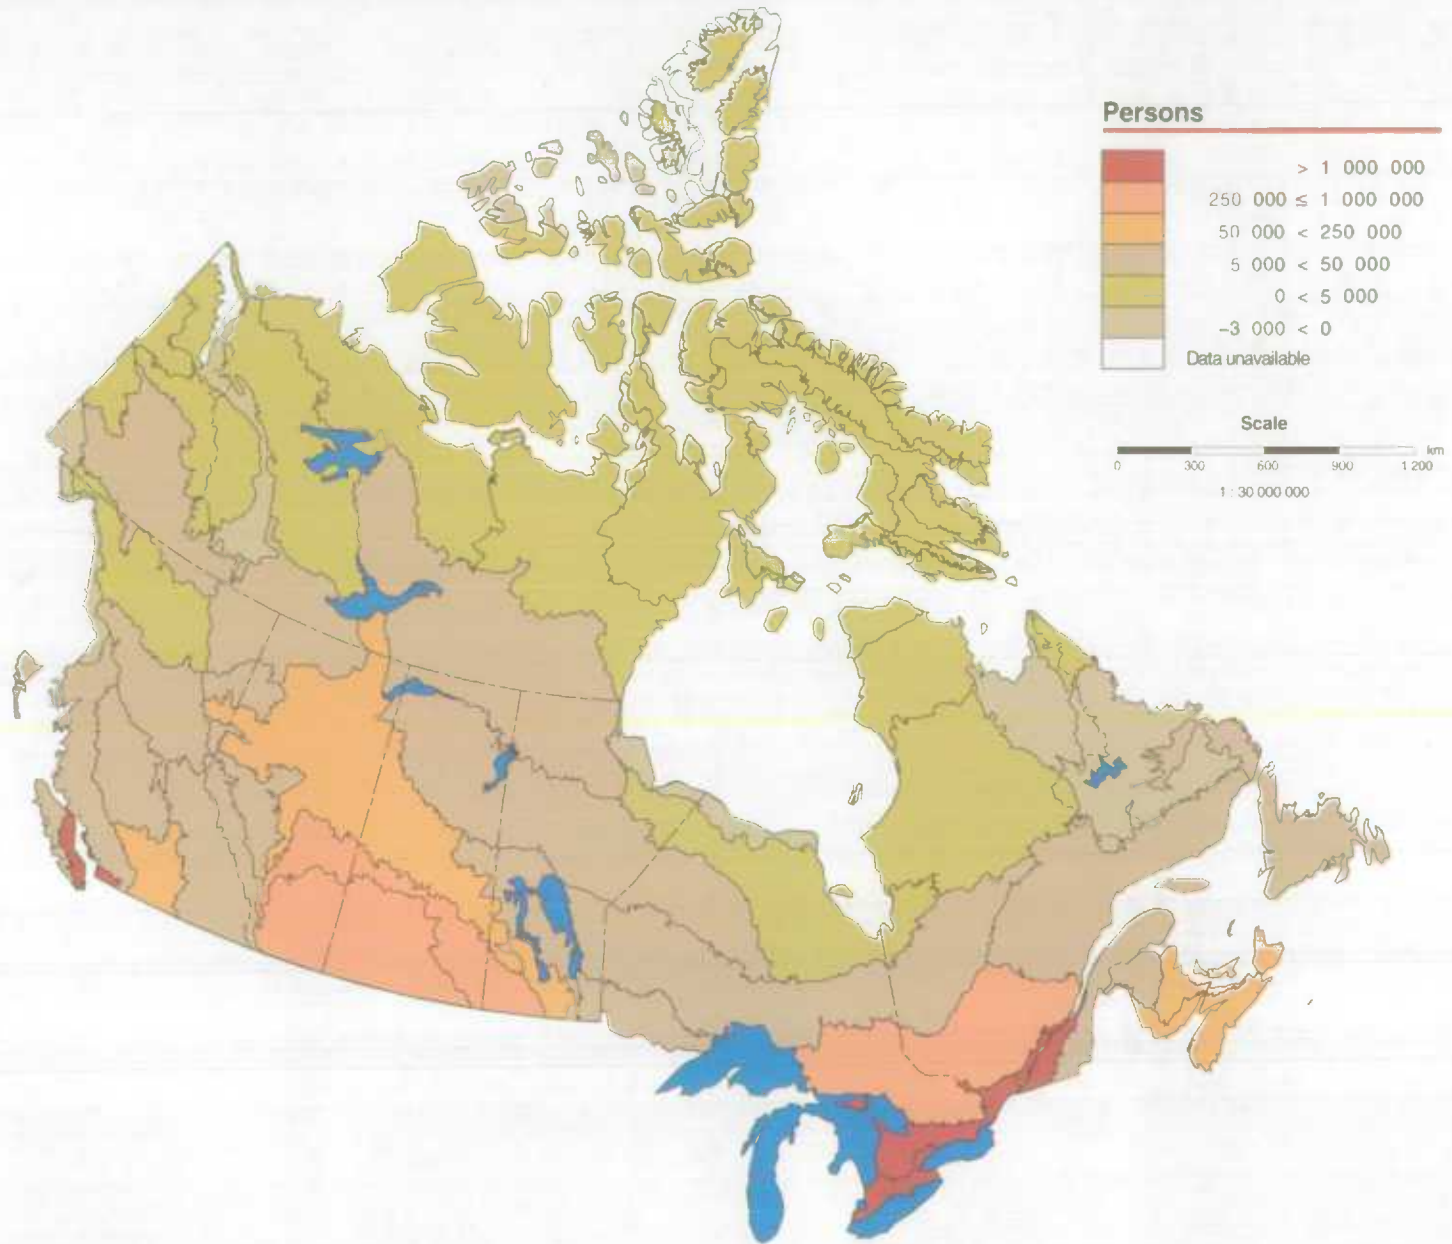 Persons
> 1 000 000
250 000 ≤ 1 000 000
50 000 < 250 000
5 000 < 50 000
0 < 5 000
−3 000 < 0
Data unavailable
Scale
0 300 600 900 1 200 km
1 : 30 000 000